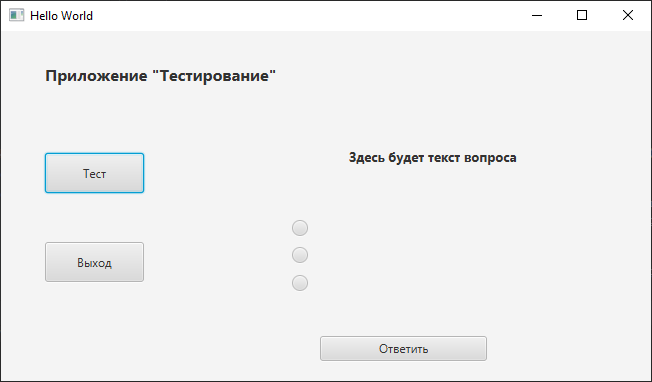 Hello World
Приложение "Тестирование"
Здесь будет текст вопроса
Тест
Выход
Ответить